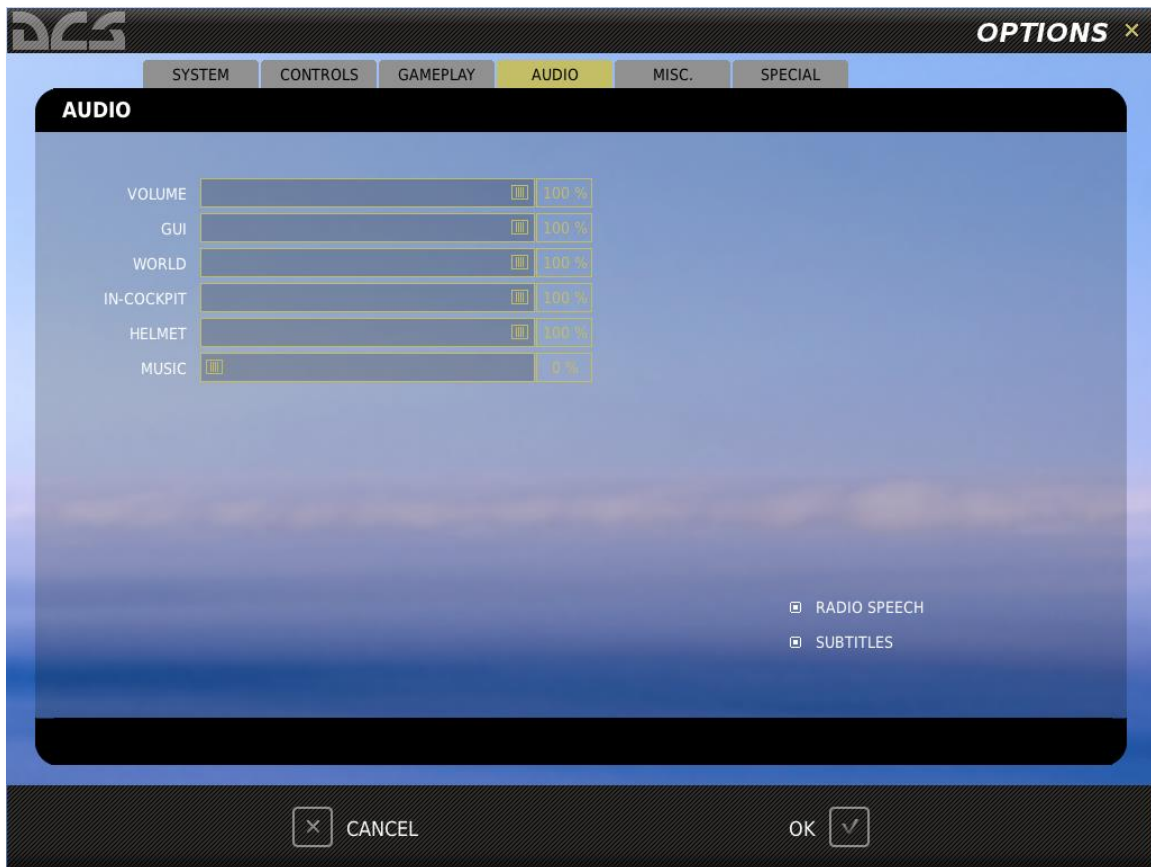 DCS OPTIONS
SYSTEM CONTROLS GAMEPLAY AUDIO MISC. SPECIAL
AUDIO
VOLUME 100 %
GUI 100 %
WORLD 100 %
IN-COCKPIT 100 %
HELMET 100 %
MUSIC 0 %
RADIO SPEECH
SUBTITLES
CANCEL OK